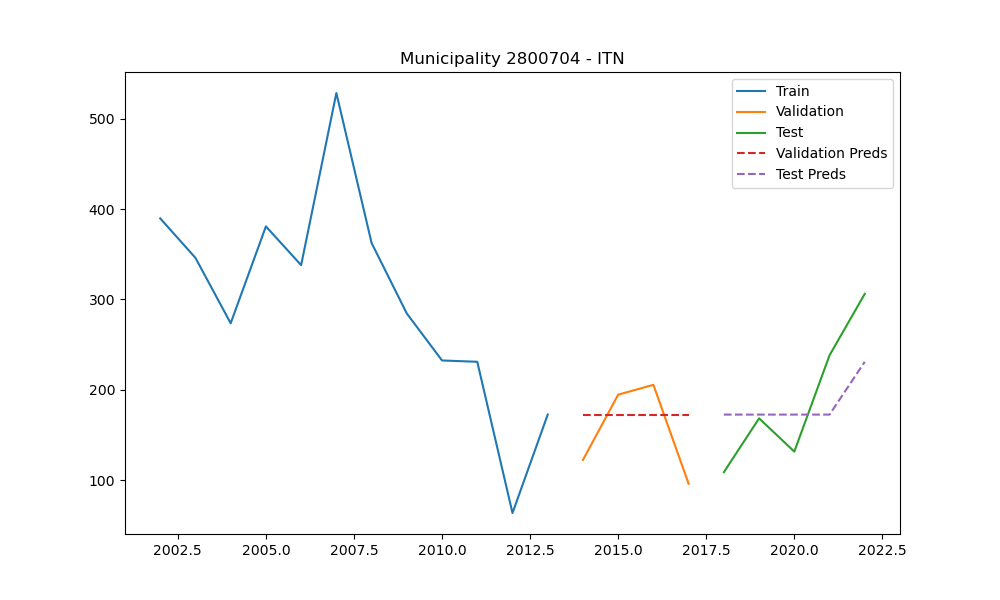 Municipality 2800704 - ITN
Train
Validation
Test
Validation Preds
Test Preds
500
400
300
200
100
2002.5 2005.0 2007.5 2010.0 2012.5 2015.0 2017.5 2020.0 2022.5